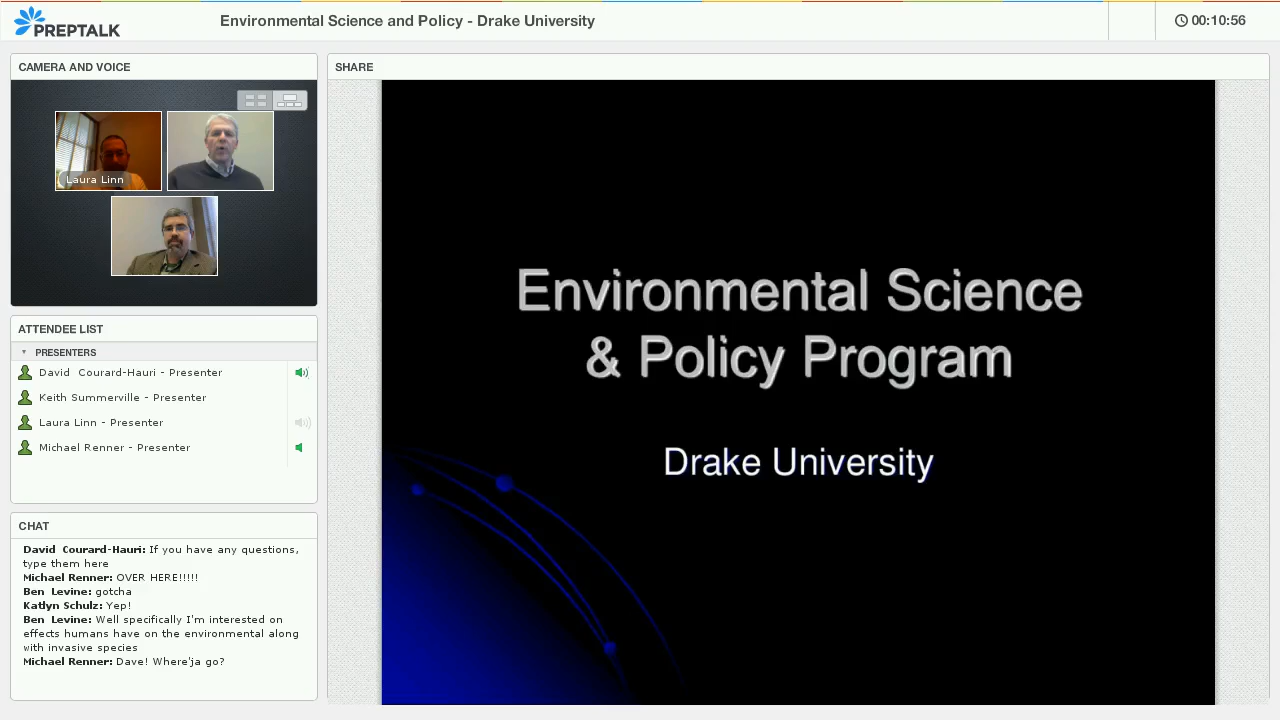 PREPTALK
Environmental Science and Policy - Drake University
00:10:56
CAMERA AND VOICE
Laura Linn
ATTENDEE LIST
PRESENTERS
David  Courard-Hauri - Presenter
Keith Summerville - Presenter
Laura Linn - Presenter
Michael Renner - Presenter
CHAT
David  Courard-Hauri: If you have any questions,
type them here
Michael Renner: OVER HERE!!!!!
Ben  Levine: gotcha
Katlyn Schulz: Yep!
Ben  Levine: Well specifically I'm interested on
effects humans have on the environmental along
with invasive species
Michael Renner: Dave! Where'ja go?
SHARE
Environmental Science
& Policy Program
Drake University